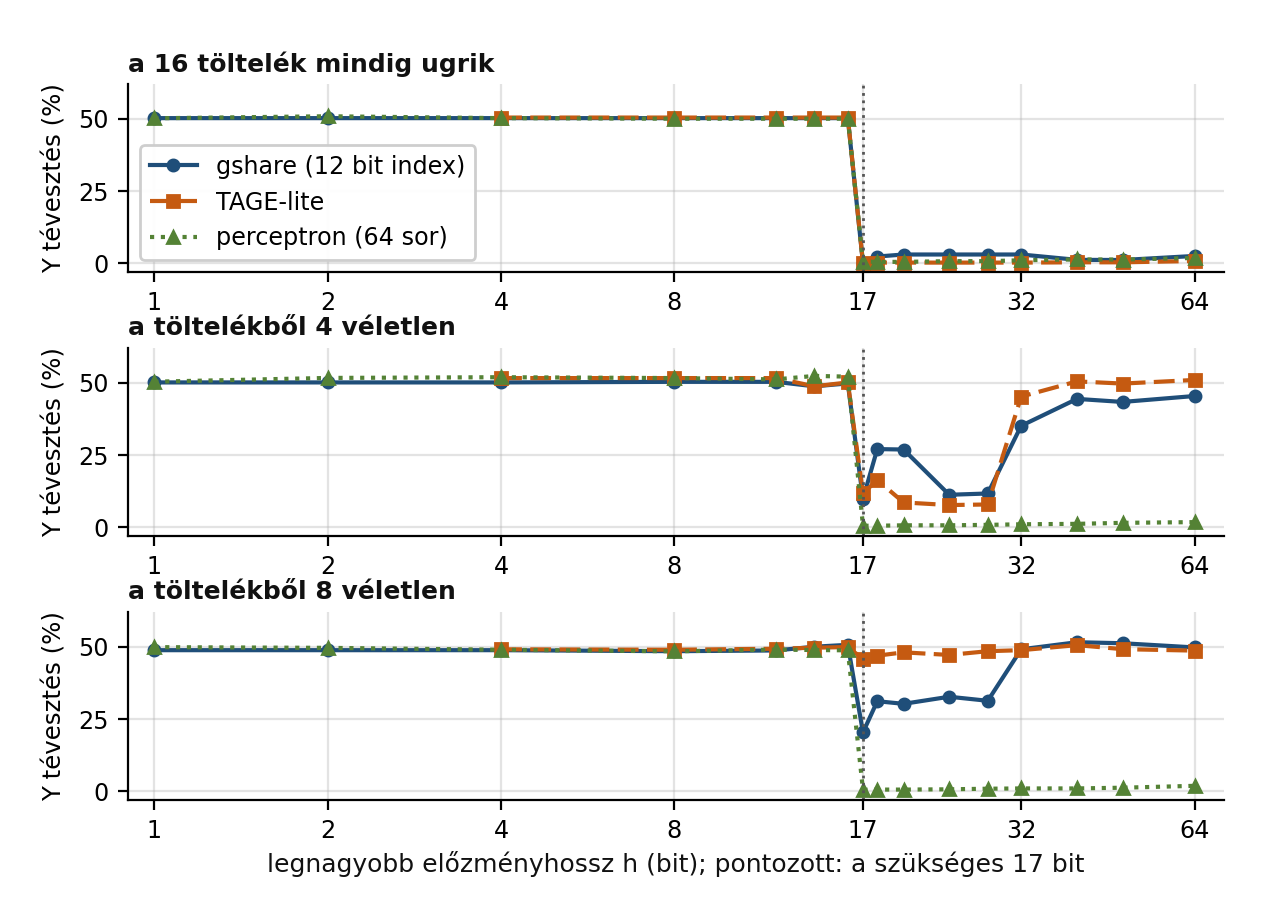 a 16 töltelék mindig ugrik
Y tévesztés (%)
50
25
0
gshare (12 bit index)
TAGE-lite
perceptron (64 sor)
1 2 4 8 17 32 64
a töltelékből 4 véletlen
Y tévesztés (%)
50
25
0
1 2 4 8 17 32 64
a töltelékből 8 véletlen
Y tévesztés (%)
50
25
0
1 2 4 8 17 32 64
legnagyobb előzményhossz h (bit); pontozott: a szükséges 17 bit